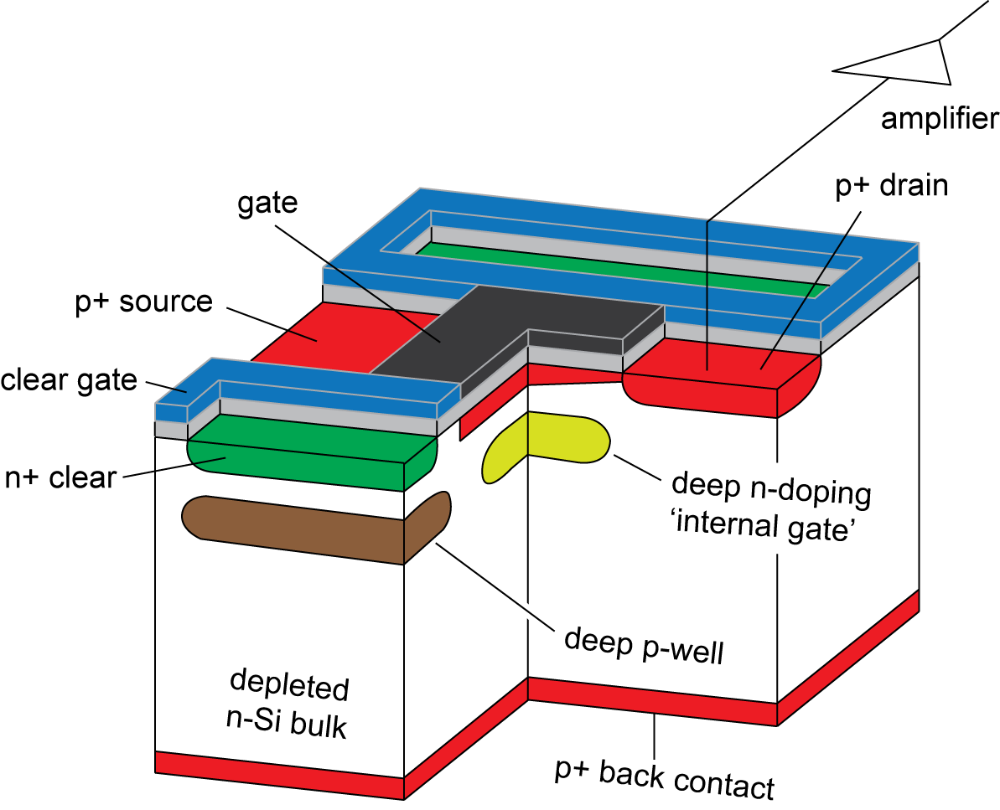 amplifier
p+ drain
gate
p+ source
clear gate
n+ clear
deep n-doping
‘internal gate’
deep p-well
depleted
n-Si bulk
p+ back contact